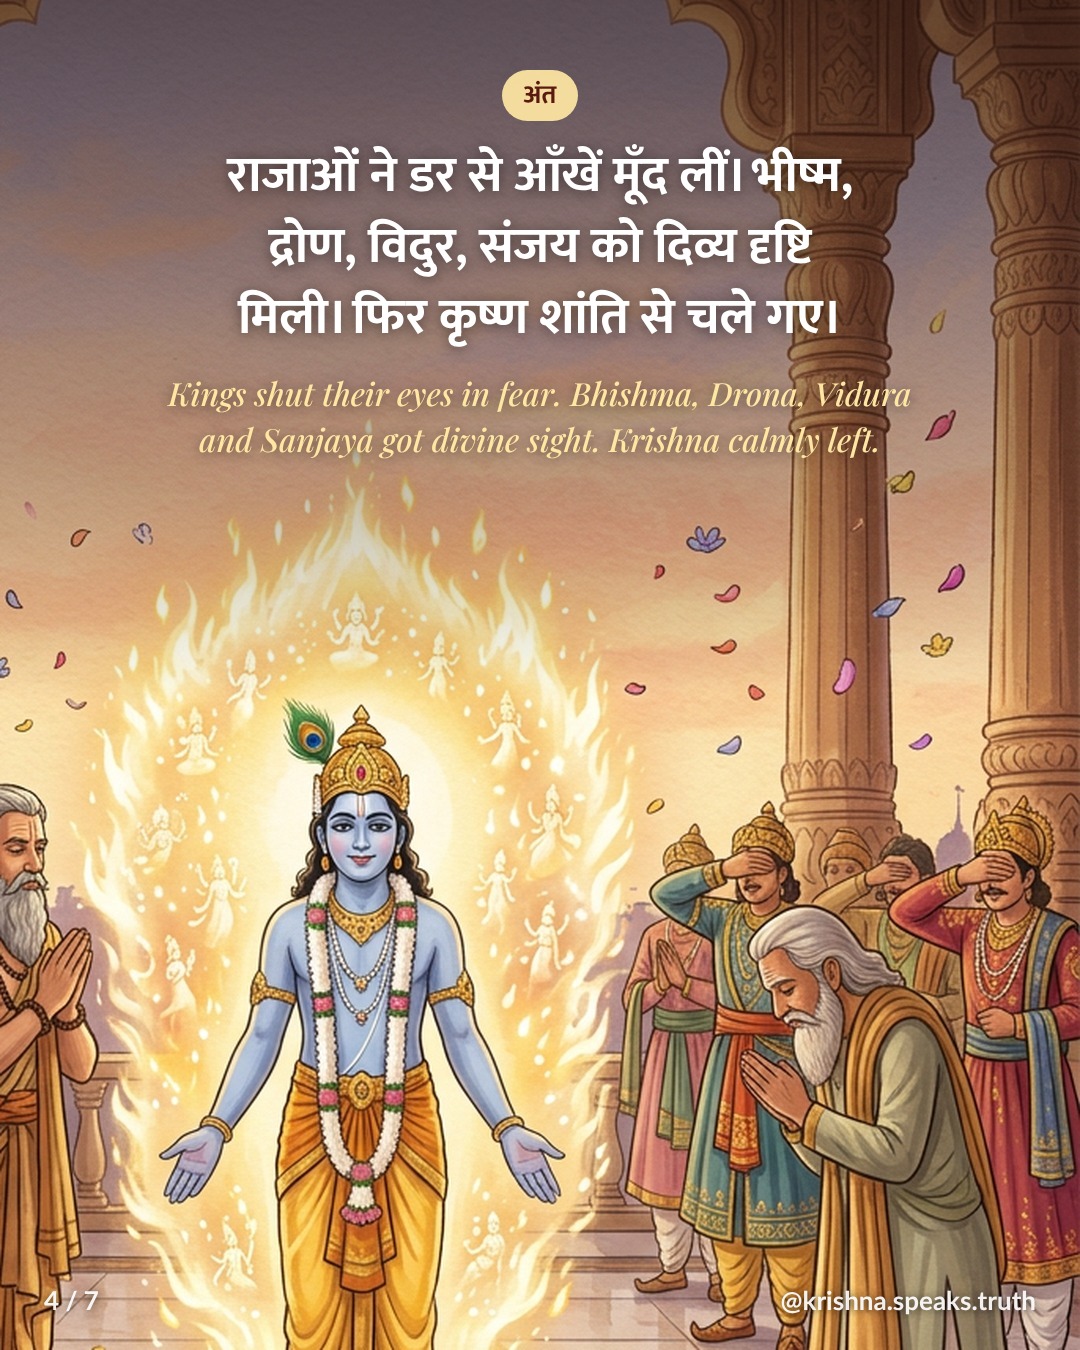 अंत
राजाओं ने डर से आँखें मूँद लीं। भीष्म,
द्रोण, विदुर, संजय को दिव्य दृष्टि
मिली। फिर कृष्ण शांति से चले गए।
Kings shut their eyes in fear. Bhishma, Drona, Vidura
and Sanjaya got divine sight. Krishna calmly left.
4 / 7
@krishna.speaks.truth